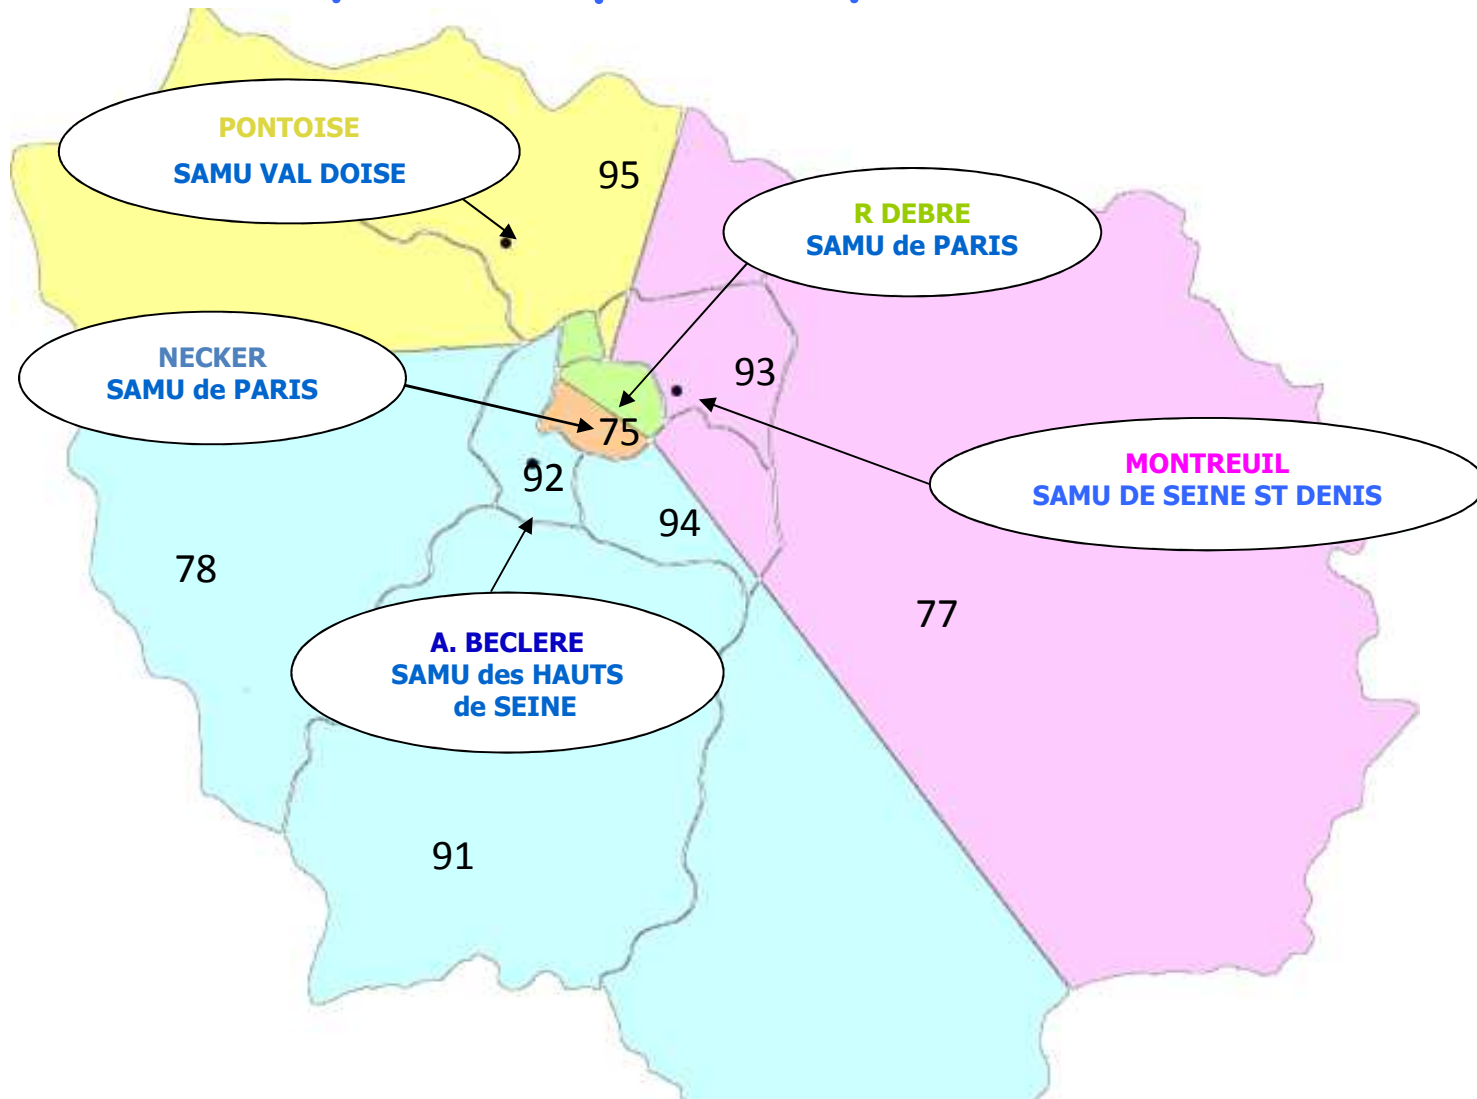 PONTOISE
SAMU VAL DOISE
95
R DEBRE
SAMU de PARIS
NECKER
SAMU de PARIS
93
75
MONTREUIL
SAMU DE SEINE ST DENIS
92
94
78
77
A. BECLERE
SAMU des HAUTS
de SEINE
91